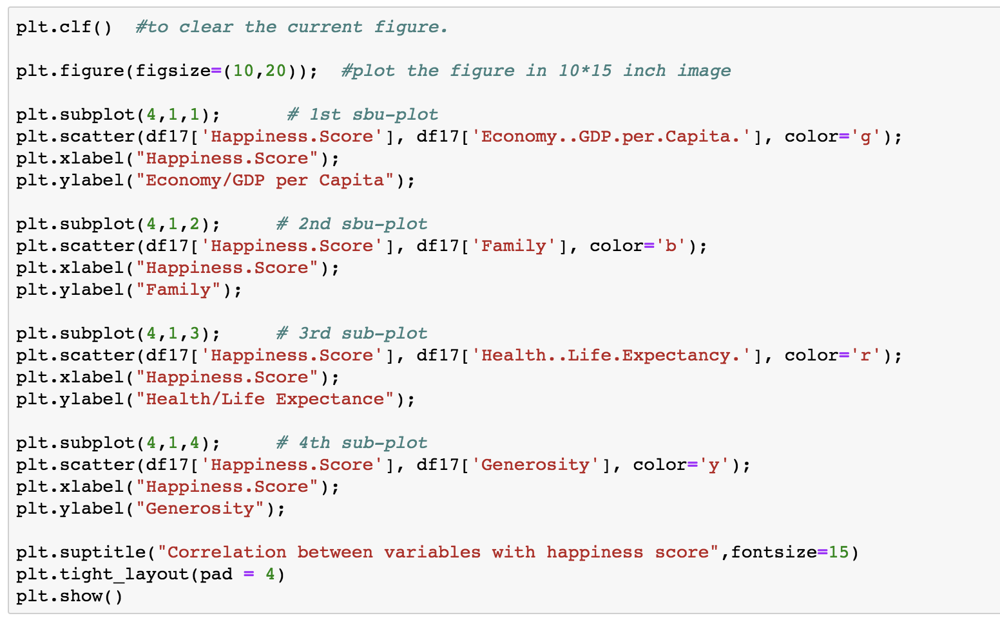 plt.clf()  #to clear the current figure.
plt.figure(figsize=(10,20));  #plot the figure in 10*15 inch image
plt.subplot(4,1,1);      # 1st sbu-plot
plt.scatter(df17['Happiness.Score'], df17['Economy..GDP.per.Capita.'], color='g');
plt.xlabel("Happiness.Score");
plt.ylabel("Economy/GDP per Capita");
plt.subplot(4,1,2);     # 2nd sbu-plot
plt.scatter(df17['Happiness.Score'], df17['Family'], color='b');
plt.xlabel("Happiness.Score");
plt.ylabel("Family");
plt.subplot(4,1,3);     # 3rd sub-plot
plt.scatter(df17['Happiness.Score'], df17['Health..Life.Expectancy.'], color='r');
plt.xlabel("Happiness.Score");
plt.ylabel("Health/Life Expectance");
plt.subplot(4,1,4);     # 4th sub-plot
plt.scatter(df17['Happiness.Score'], df17['Generosity'], color='y');
plt.xlabel("Happiness.Score");
plt.ylabel("Generosity");
plt.suptitle("Correlation between variables with happiness score",fontsize=15)
plt.tight_layout(pad = 4)
plt.show()